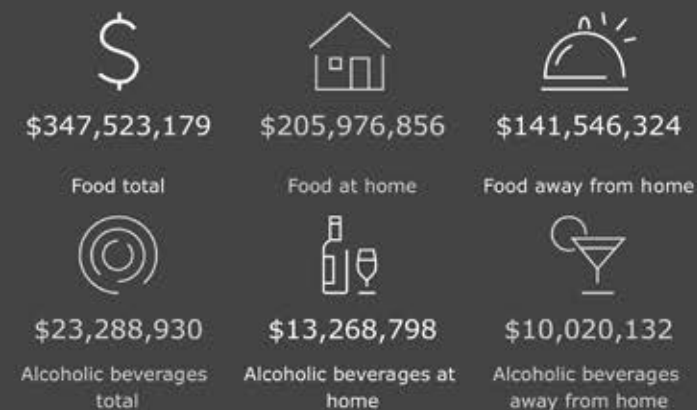 $347,523,179
$205,976,856
$141,546,324
Food total
Food at home
Food away from home
$23,288,930
$13,268,798
$10,020,132
Alcoholic beverages
total
Alcoholic beverages at
home
Alcoholic beverages
away from home